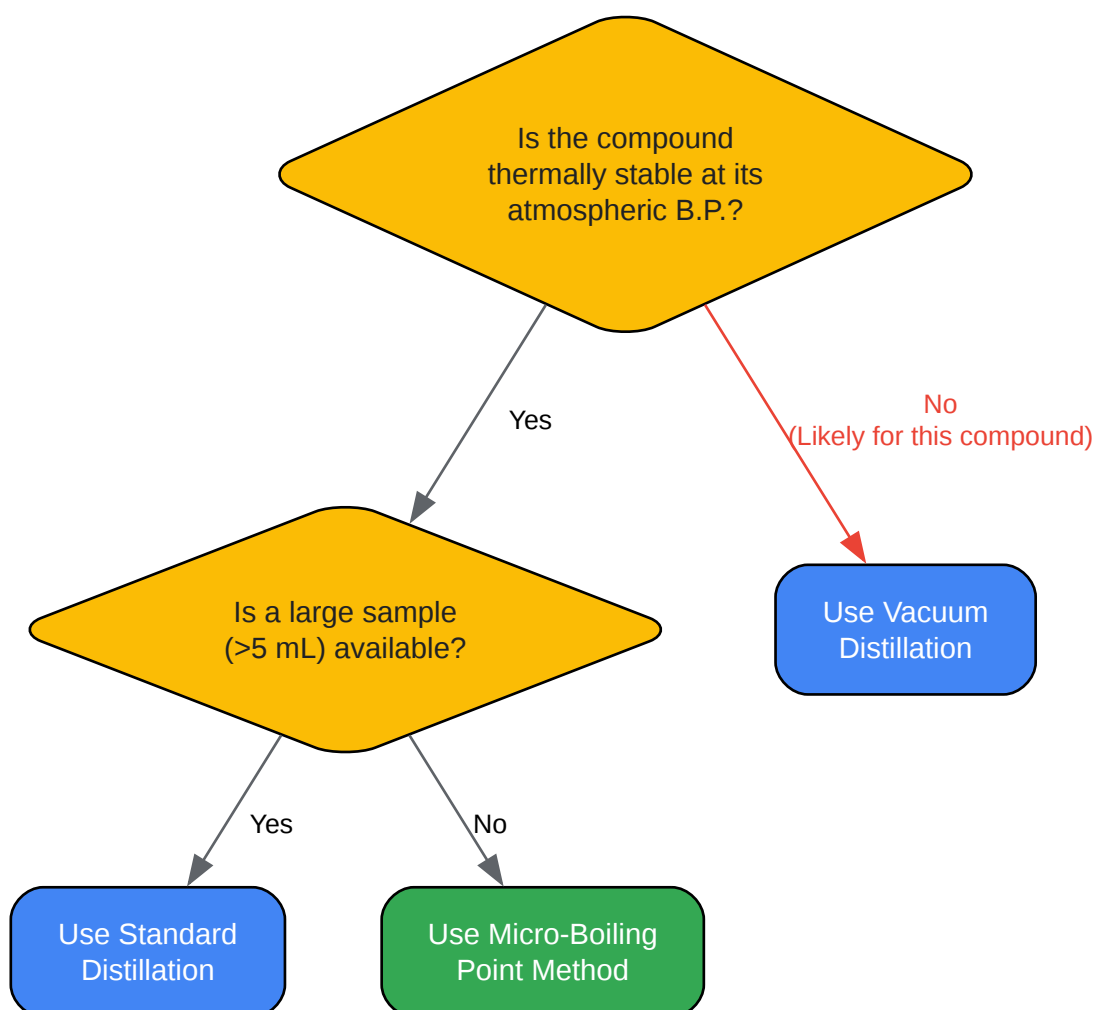 Is the compound
thermally stable at its
atmospheric B.P.?
Yes
No
(Likely for this compound)
Is a large sample
(>5 mL) available?
Use Vacuum
Distillation
Yes
No
Use Standard
Distillation
Use Micro-Boiling
Point Method